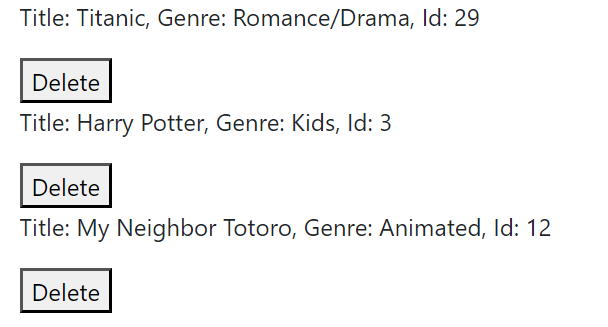 Title: Titanic, Genre: Romance/Drama, Id: 29
Delete
Title: Harry Potter, Genre: Kids, Id: 3
Delete
Title: My Neighbor Totoro, Genre: Animated, Id: 12
Delete